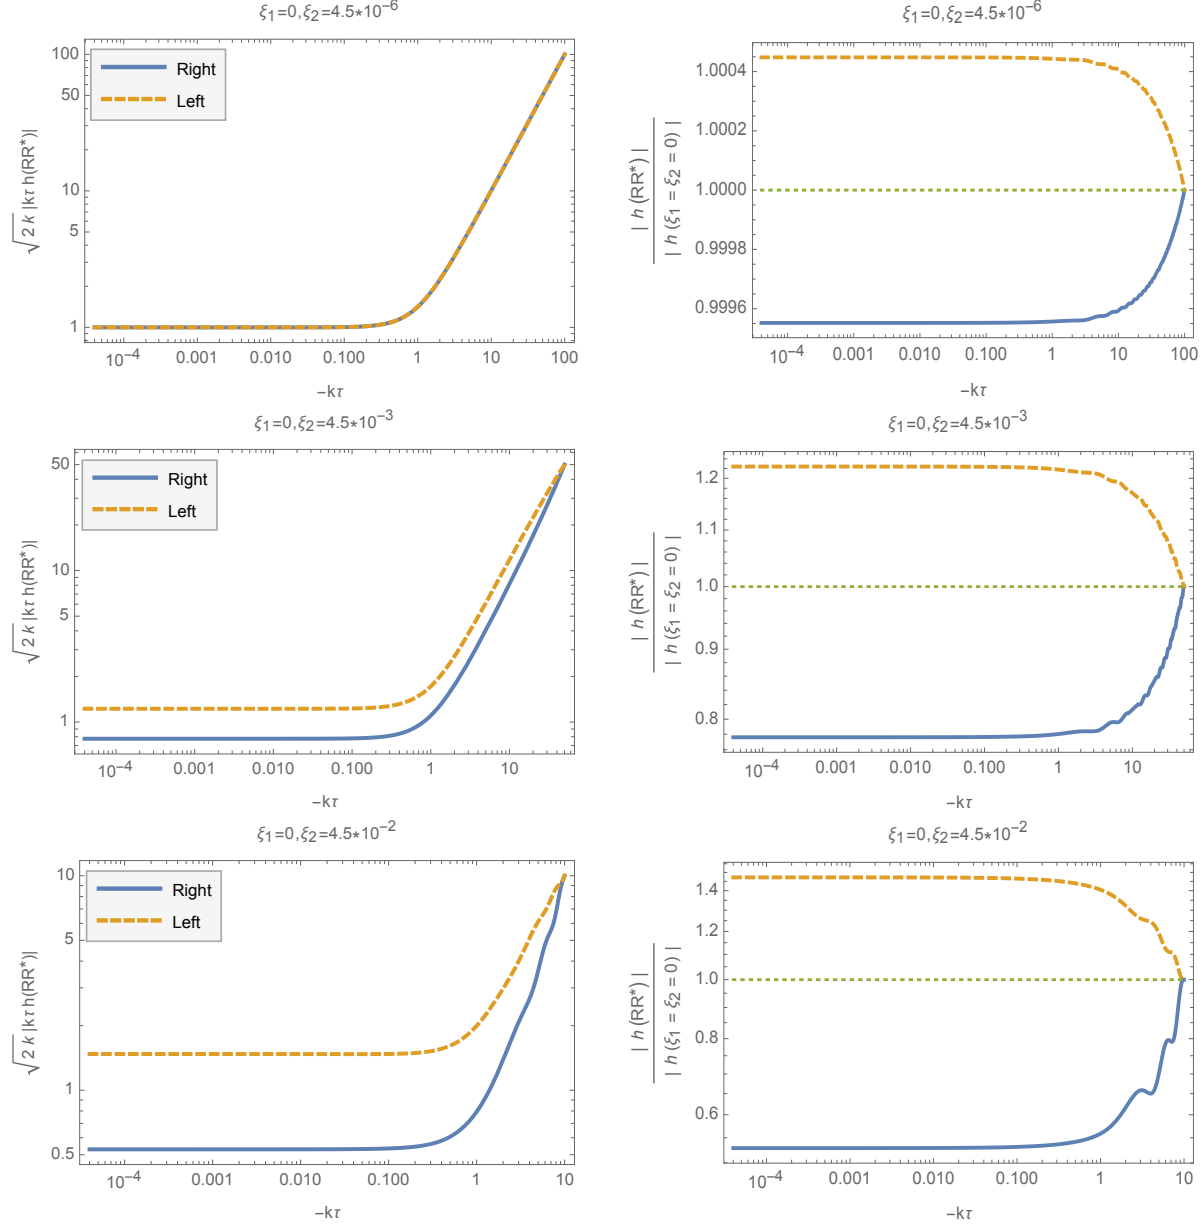 ξ₁=0,ξ₂=4.5*10⁻⁶
100
50
10
5
1
Right
Left
√2 k |kτ h(RR*)|
10⁻⁴ 0.001 0.010 0.100 1 10 100
-kτ
ξ₁=0,ξ₂=4.5*10⁻⁶
1.0004
1.0002
1.0000
0.9998
0.9996
| h (RR*) |
| h (ξ₁ = ξ₂ = 0) |
10⁻⁴ 0.001 0.010 0.100 1 10 100
-kτ
ξ₁=0,ξ₂=4.5*10⁻³
50
10
5
1
Right
Left
√2 k |kτ h(RR*)|
10⁻⁴ 0.001 0.010 0.100 1 10
-kτ
ξ₁=0,ξ₂=4.5*10⁻³
1.2
1.1
1.0
0.9
0.8
| h (RR*) |
| h (ξ₁ = ξ₂ = 0) |
10⁻⁴ 0.001 0.010 0.100 1 10
-kτ
ξ₁=0,ξ₂=4.5*10⁻²
10
5
1
0.5
Right
Left
√2 k |kτ h(RR*)|
10⁻⁴ 0.001 0.010 0.100 1 10
-kτ
ξ₁=0,ξ₂=4.5*10⁻²
1.4
1.2
1.0
0.8
0.6
| h (RR*) |
| h (ξ₁ = ξ₂ = 0) |
10⁻⁴ 0.001 0.010 0.100 1 10
-kτ